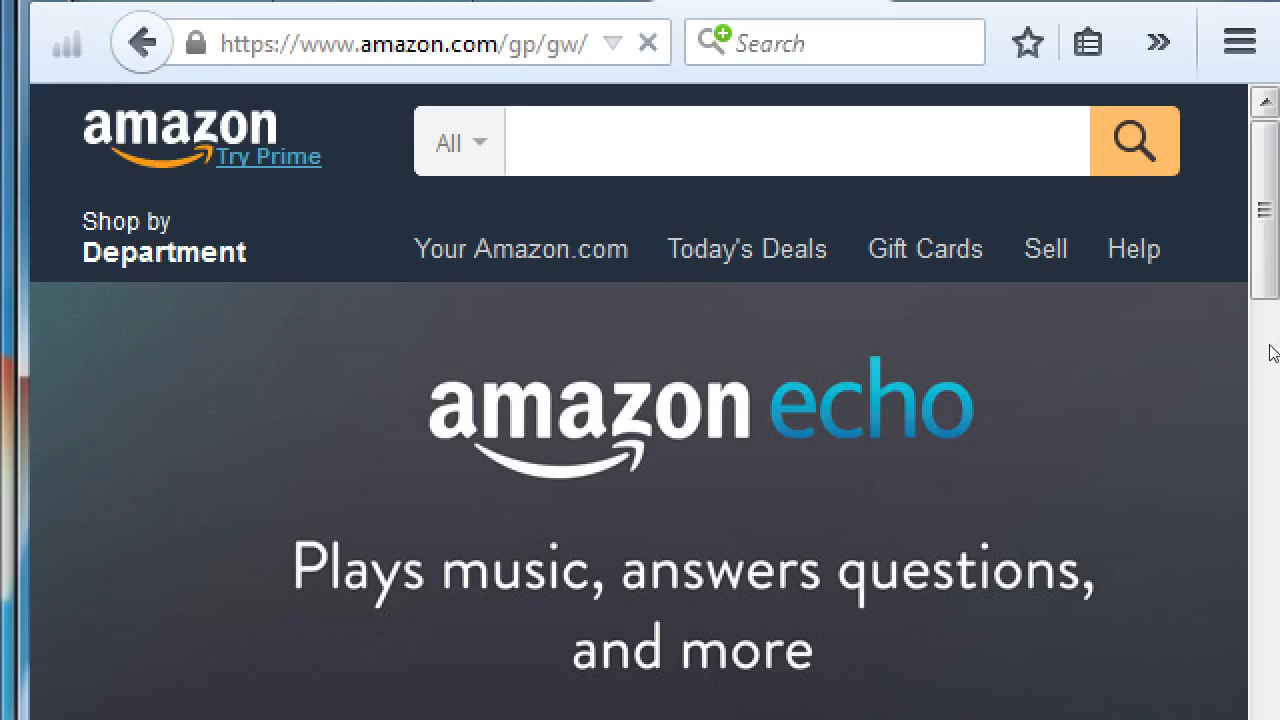 https://www.amazon.com/gp/gw/
Search
amazon
Try Prime
All
Shop by
Department
Your Amazon.com
Today's Deals
Gift Cards
Sell
Help
amazon echo
Plays music, answers questions,
and more